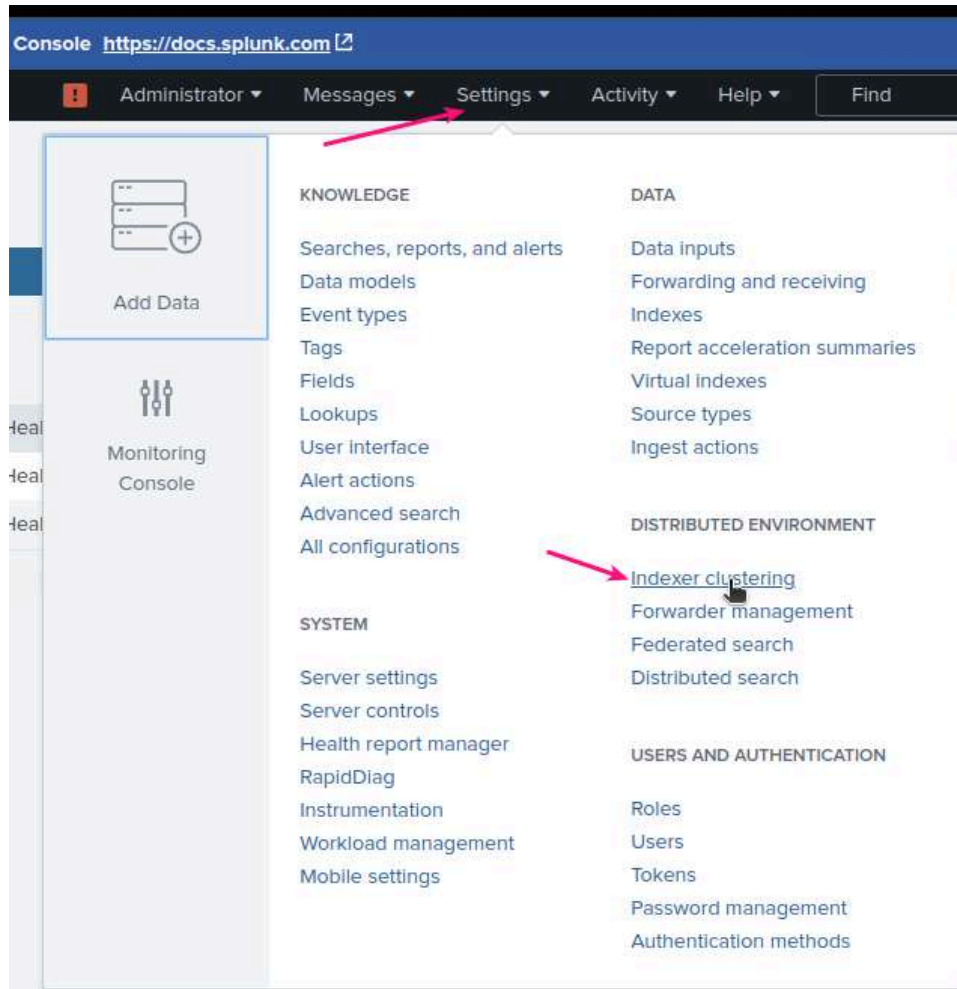 Console https://docs.splunk.com
Administrator Messages Settings Activity Help Find
Add Data
Monitoring
Console
KNOWLEDGE
Searches, reports, and alerts
Data models
Event types
Tags
Fields
Lookups
User interface
Alert actions
Advanced search
All configurations
SYSTEM
Server settings
Server controls
Health report manager
RapidDiag
Instrumentation
Workload management
Mobile settings
DATA
Data inputs
Forwarding and receiving
Indexes
Report acceleration summaries
Virtual indexes
Source types
Ingest actions
DISTRIBUTED ENVIRONMENT
Indexer clustering
Forwarder management
Federated search
Distributed search
USERS AND AUTHENTICATION
Roles
Users
Tokens
Password management
Authentication methods